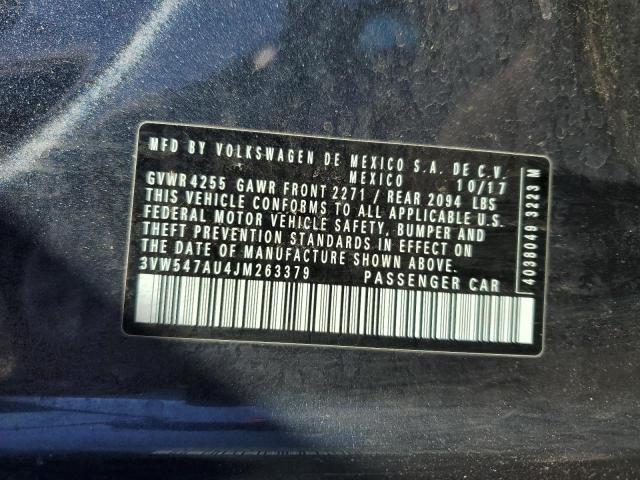 MFD BY VOLKSWAGEN DE MEXICO S.A. DE C.V.
MEXICO 10/17
GVWR 4255 GAWR FRONT 2271 / REAR 2094 LBS
THIS VEHICLE CONFORMS TO ALL APPLICABLE U.S.
FEDERAL MOTOR VEHICLE SAFETY, BUMPER AND
THEFT PREVENTION STANDARDS IN EFFECT ON
THE DATE OF MANUFACTURE SHOWN ABOVE.
3VW547AU4JM263379 PASSENGER CAR
4038049 3223 M